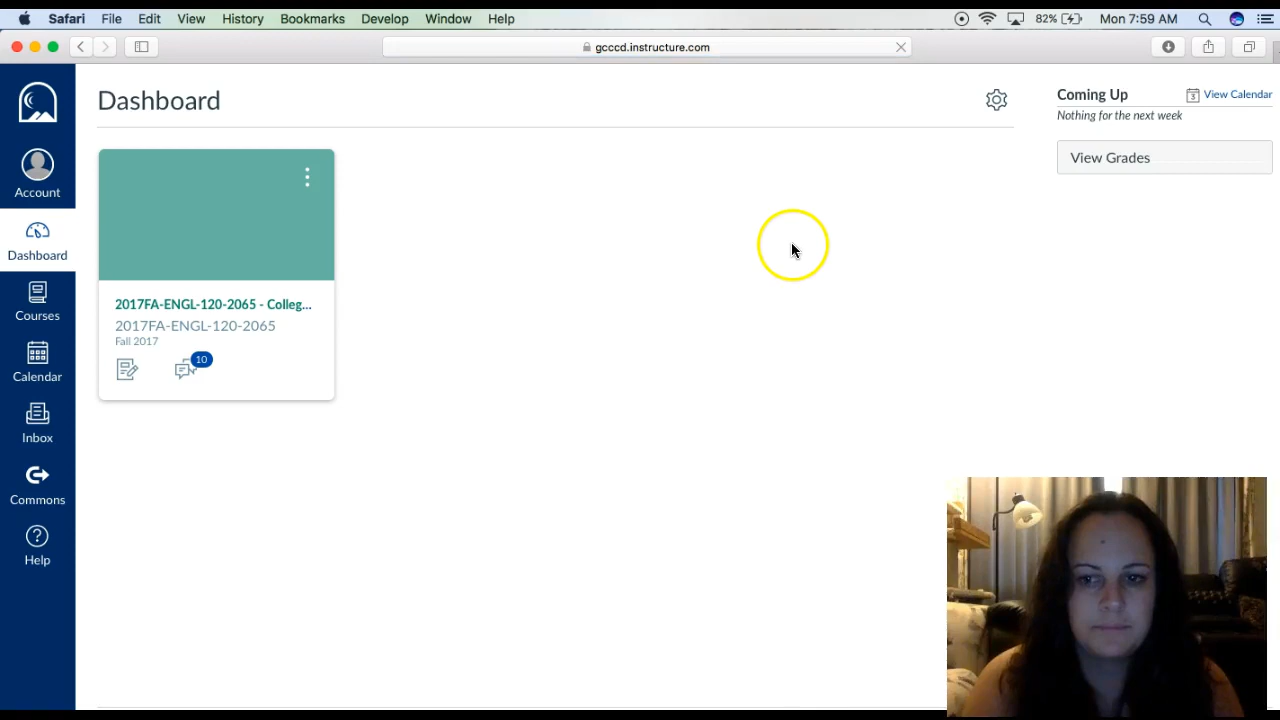 Safari File Edit View History Bookmarks Develop Window Help 82% Mon 7:59 AM
gcccd.instructure.com
Dashboard
Coming Up
3 View Calendar
Nothing for the next week
View Grades
Account
Dashboard
Courses
Calendar
Inbox
Commons
? Help
2017FA-ENGL-120-2065 - Colleg...
2017FA-ENGL-120-2065
Fall 2017
10